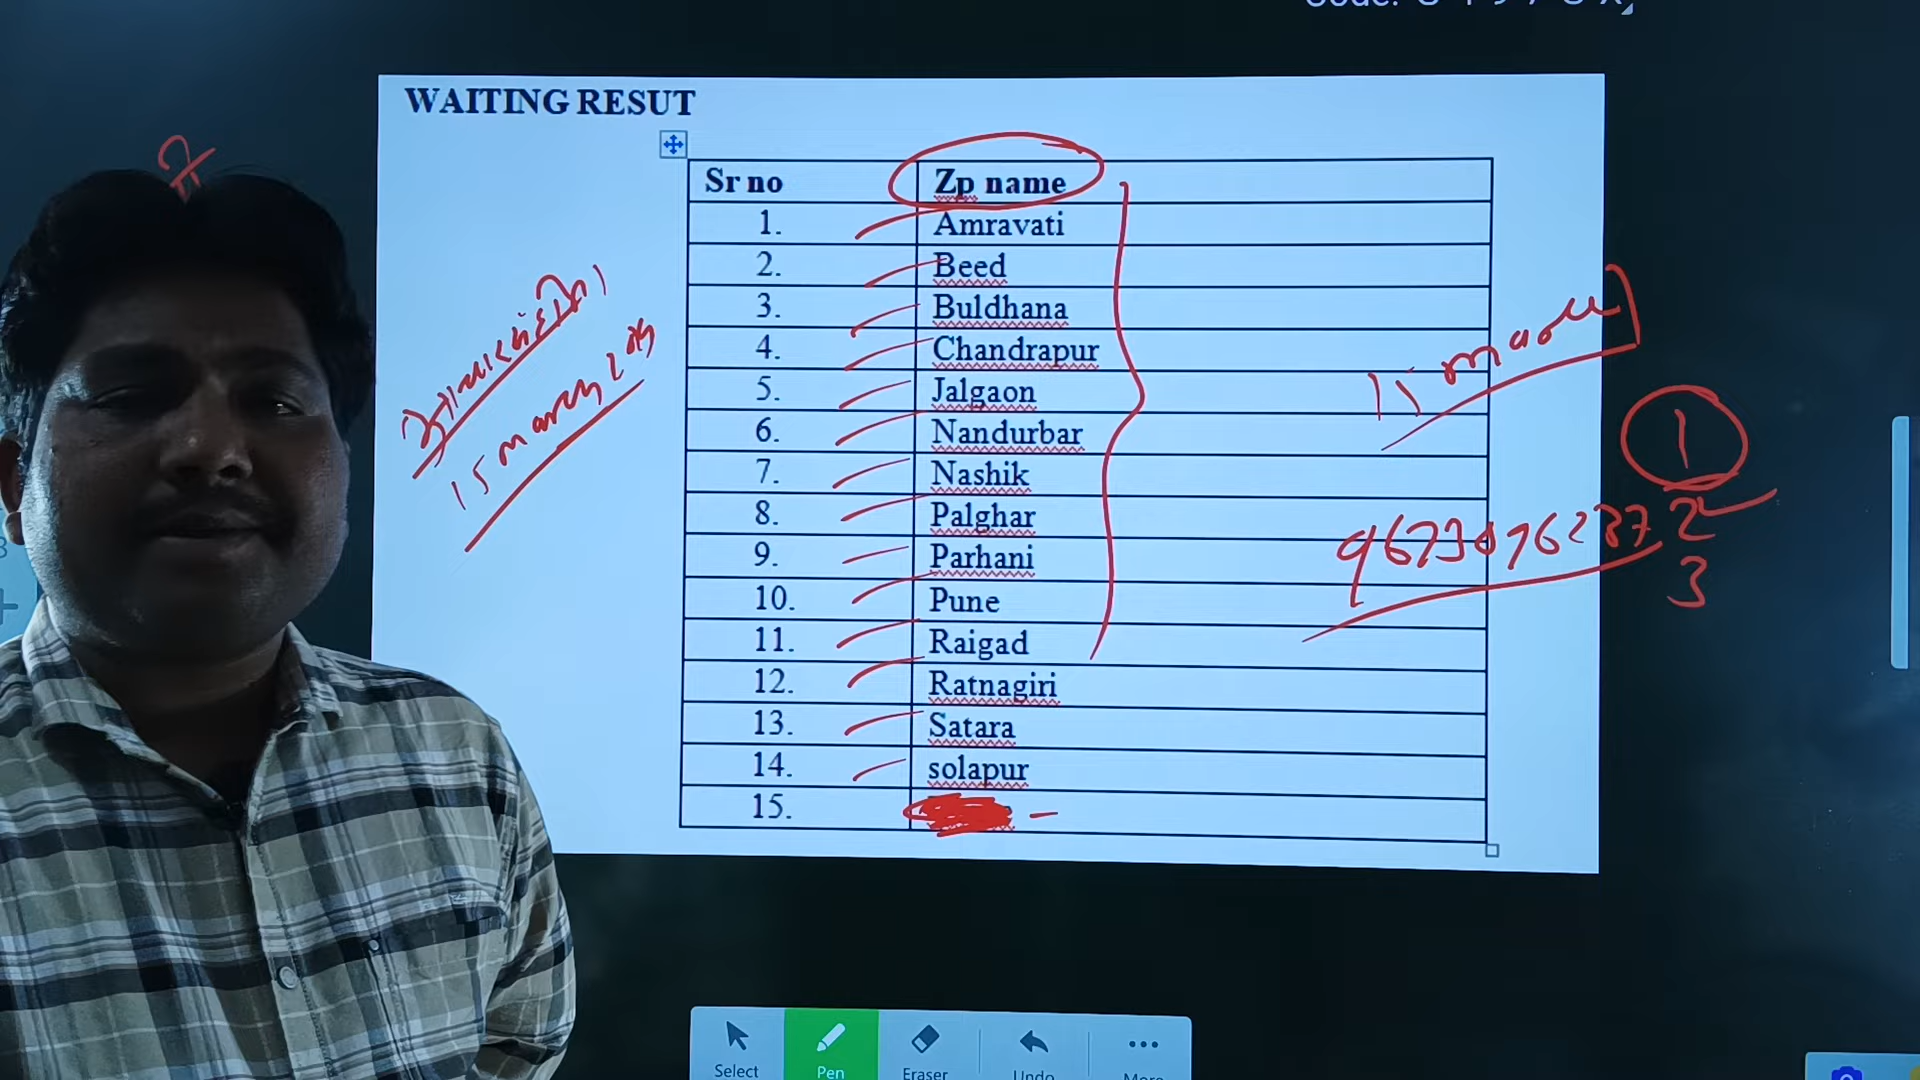 WAITING RESUT
Sr no Zp name
1. Amravati
2. Beed
3. Buldhana
4. Chandrapur
5. Jalgaon
6. Nandurbar
7. Nashik
8. Palghar
9. Parhani
10. Pune
11. Raigad
12. Ratnagiri
13. Satara
14. solapur
15.
आचारसंहिता
15 march
1
2
3
Select Pen Eraser Undo More